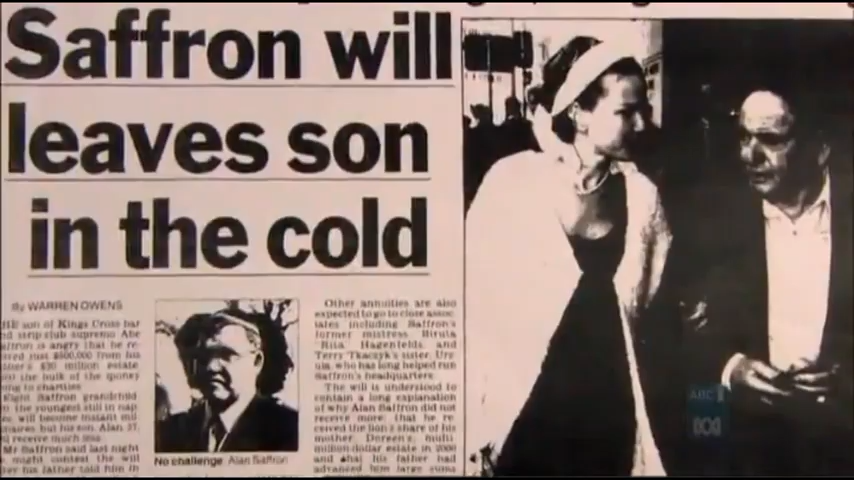 Saffron will
leaves son
in the cold
By WARREN OWENS
son of Kings Cross bar
strip club supremo Abe
is angry that he re-
just $500,000 from his
$30 million estate
the bulk of the money
to charities
Saffron grandchild
the youngest still in nap
will become instant mil
but his son, Alan
receive much less
Mr Saffron said last night
might contest the will
his father told him in
No challenge: Alan Saffron
Other annuities are also
expected to go to close assoc-
iates including Saffron's
former mistress, Biruta
"Rita" Hagenfelds, and
Terry Tkaczyk's sister, Urs-
ula, who has long helped run
Saffron's headquarters.
The will is understood to
contain a long explanation
of why Alan Saffron did not
receive more: that he re-
ceived the lion's share of his
mother, Doreen's, multi-
million-dollar estate in 2000
and that his father had
advanced him large sums
ABC